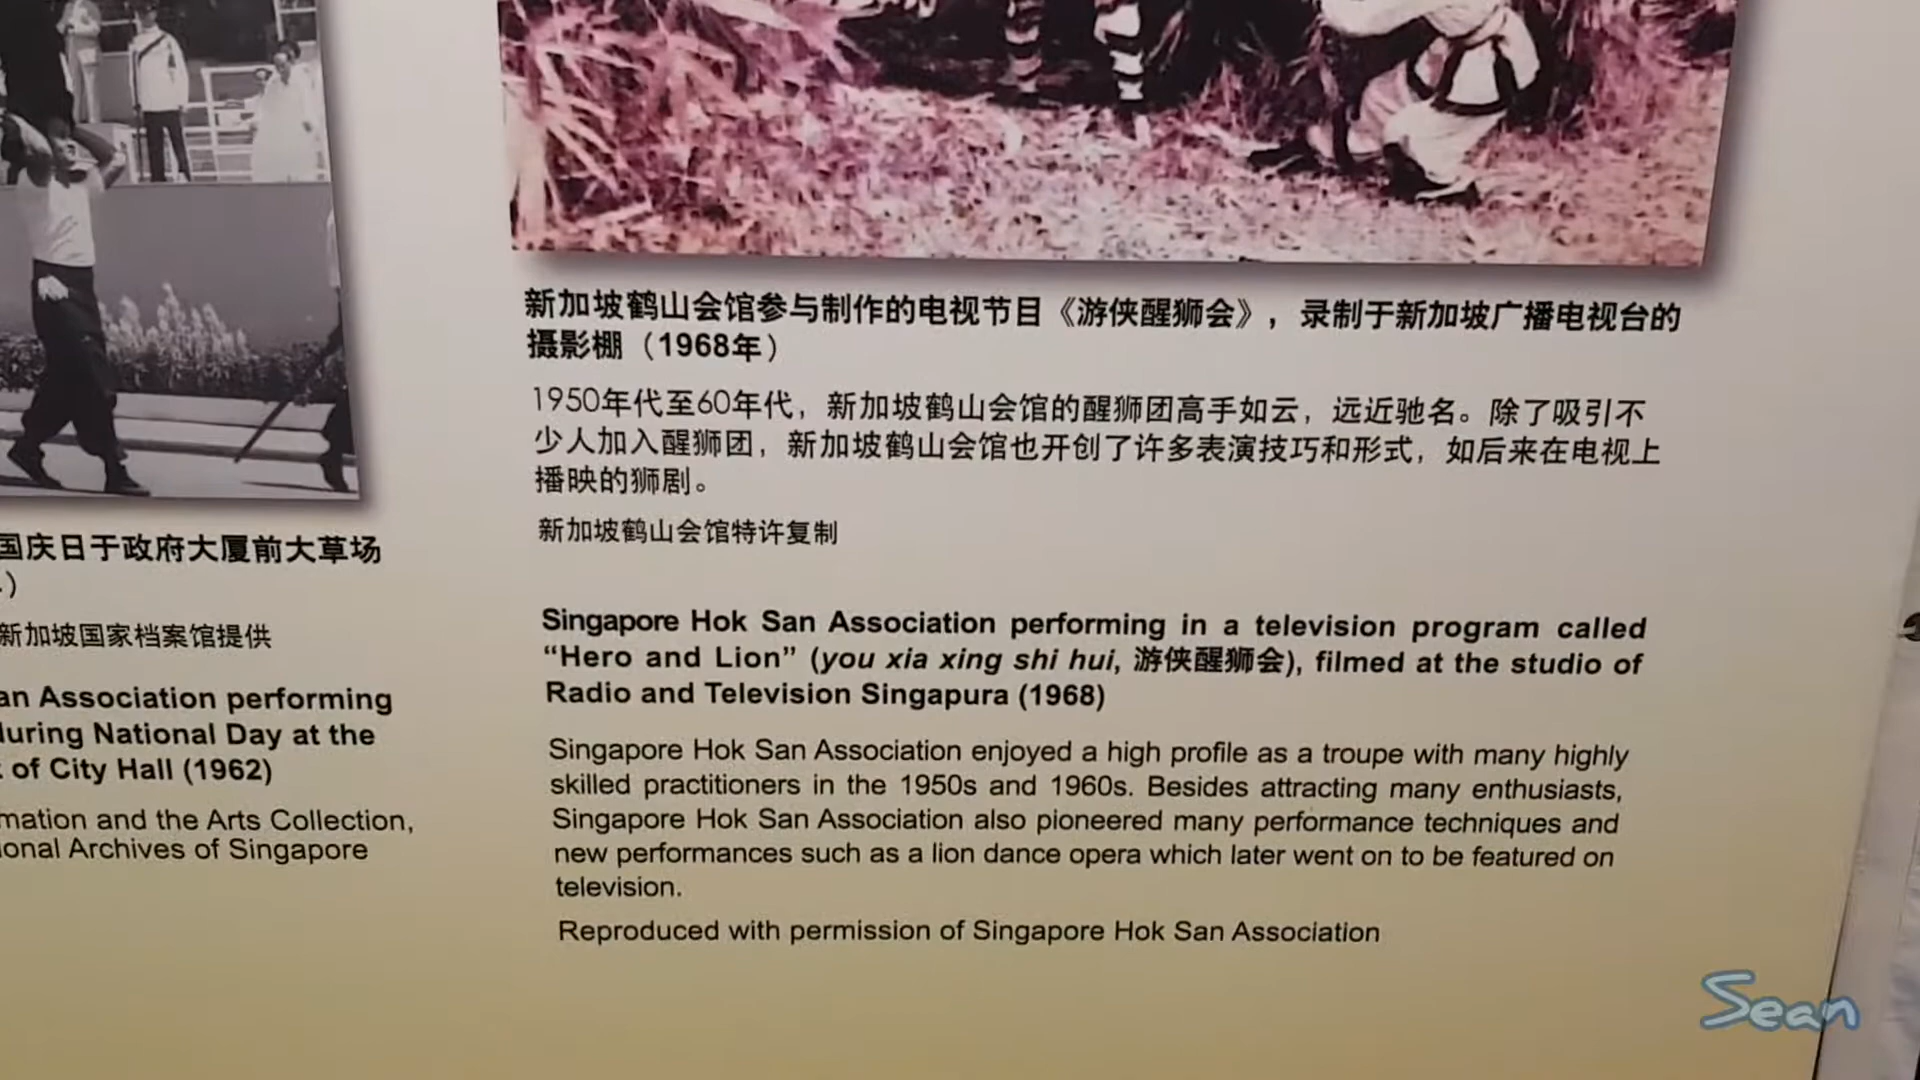 国庆日于政府大厦前大草场
)
新加坡国家档案馆提供
an Association performing
during National Day at the
of City Hall (1962)
mation and the Arts Collection,
ional Archives of Singapore
新加坡鹤山会馆参与制作的电视节目《游侠醒狮会》，录制于新加坡广播电视台的
摄影棚（1968年）
1950年代至60年代，新加坡鹤山会馆的醒狮团高手如云，远近驰名。除了吸引不
少人加入醒狮团，新加坡鹤山会馆也开创了许多表演技巧和形式，如后来在电视上
播映的狮剧。
新加坡鹤山会馆特许复制
Singapore Hok San Association performing in a television program called
“Hero and Lion” (you xia xing shi hui, 游侠醒狮会), filmed at the studio of
Radio and Television Singapura (1968)
Singapore Hok San Association enjoyed a high profile as a troupe with many highly
skilled practitioners in the 1950s and 1960s. Besides attracting many enthusiasts,
Singapore Hok San Association also pioneered many performance techniques and
new performances such as a lion dance opera which later went on to be featured on
television.
Reproduced with permission of Singapore Hok San Association
Sean